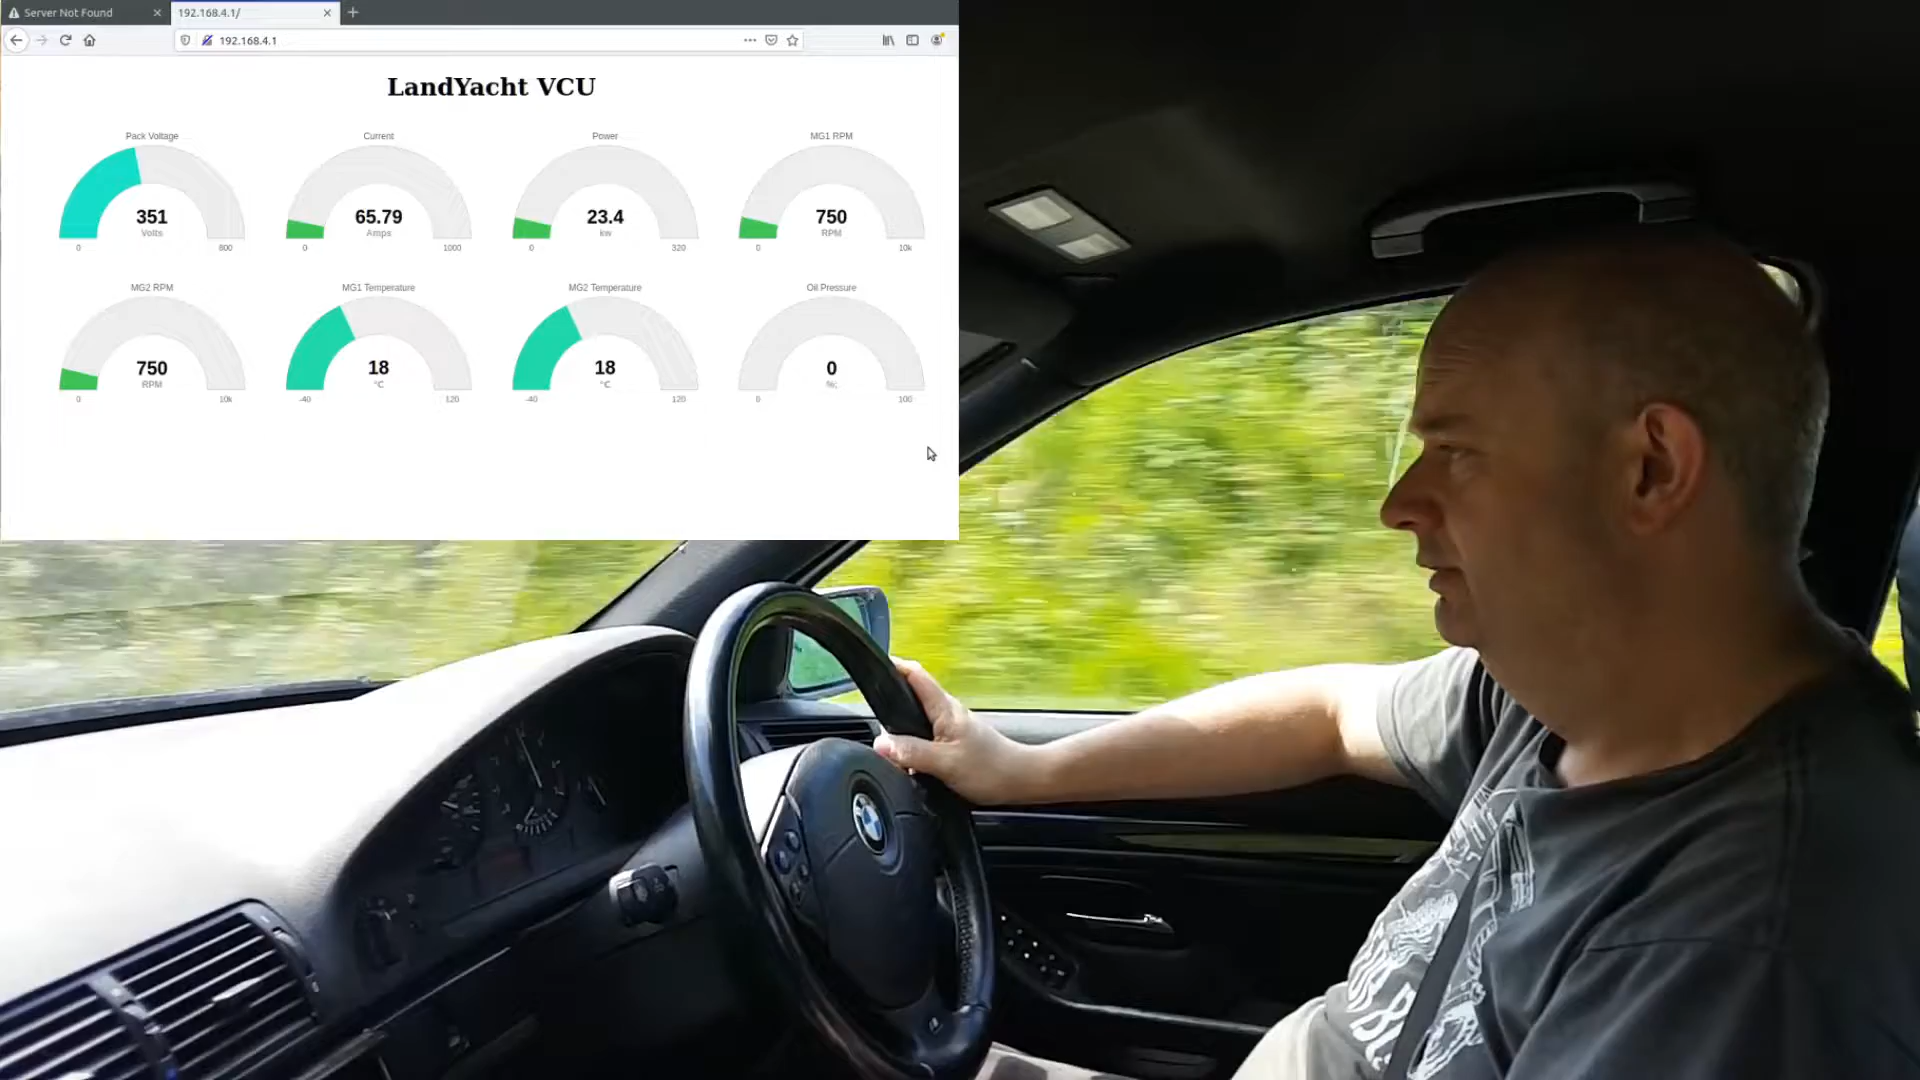 Server Not Found
192.168.4.1/
192.168.4.1
LandYacht VCU
Pack Voltage
351
Volts
0 800
Current
65.79
Amps
0 1000
Power
23.4
kw
0 320
MG1 RPM
750
RPM
0 10k
MG2 RPM
750
RPM
0 10k
MG1 Temperature
18
°C
-40 120
MG2 Temperature
18
°C
-40 120
Oil Pressure
0
%;
0 100